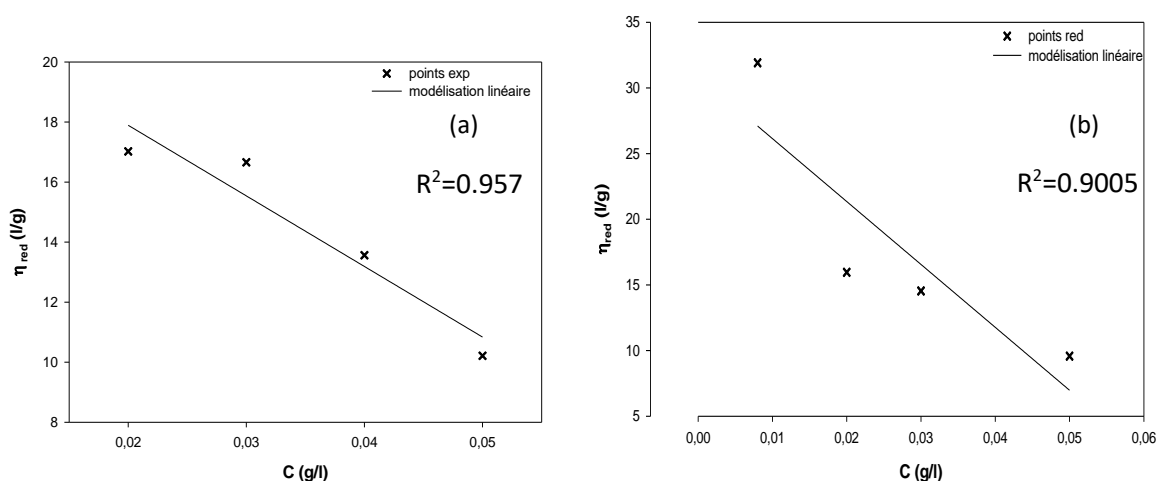 20
18
16
14
12
10
8
η red (l/g)
× points exp
modélisation linéaire
(a)
R²=0.957
0,02 0,03 0,04 0,05
C (g/l)
35
30
25
20
15
10
5
ηred (l/g)
× points red
modélisation linéaire
(b)
R²=0.9005
0,00 0,01 0,02 0,03 0,04 0,05 0,06
C (g/l)